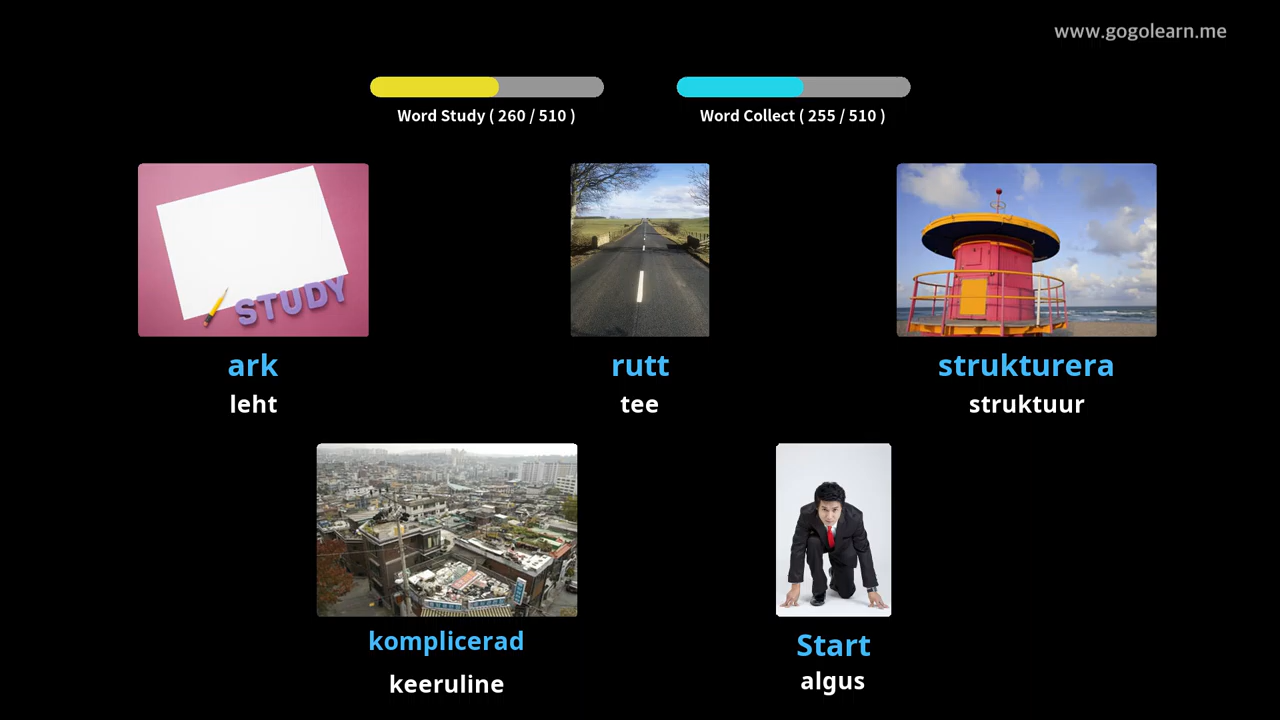 www.gogolearn.me
Word Study ( 260 / 510 )
Word Collect ( 255 / 510 )
STUDY
ark
leht
rutt
tee
strukturera
struktuur
komplicerad
keeruline
Start
algus